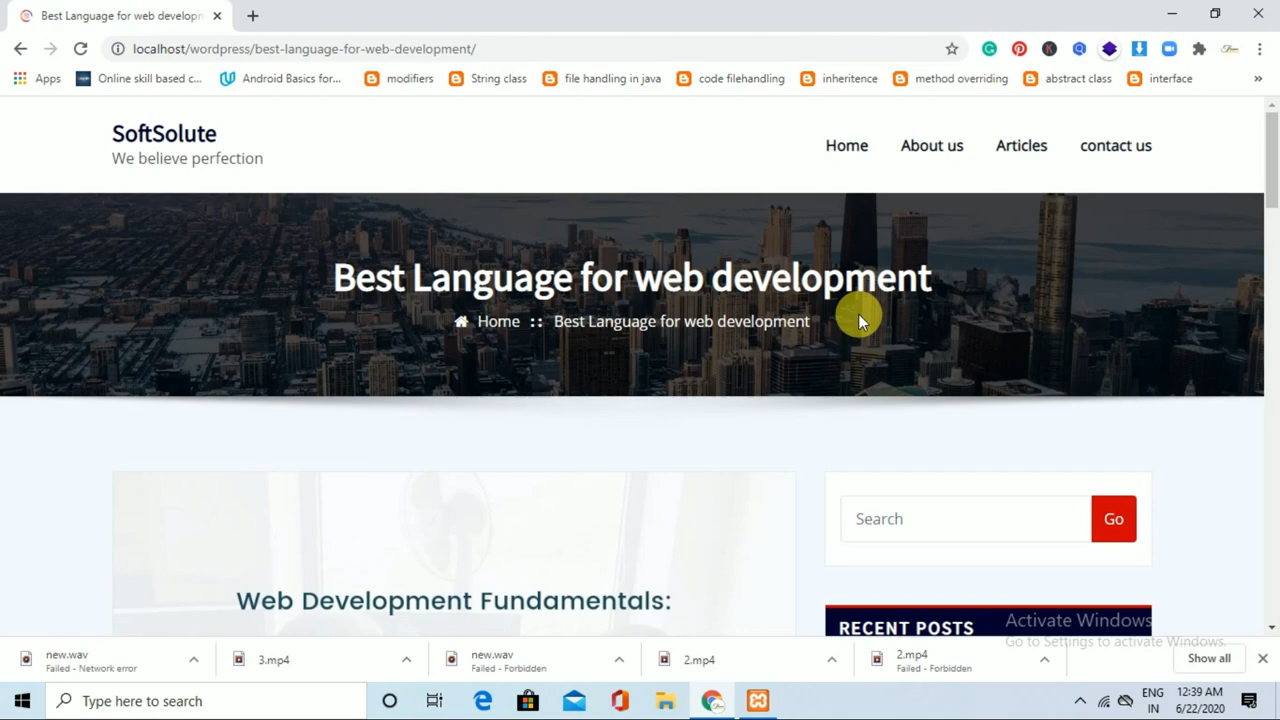 Best Language for web developm
localhost/wordpress/best-language-for-web-development/
Apps
Online skill based c...
Android Basics for...
modifiers
String class
file handling in java
code filehandling
inheritence
method overriding
abstract class
interface
»
SoftSolute
We believe perfection
Home
About us
Articles
contact us
Best Language for web development
Home :: Best Language for web development
Search
Go
Web Development Fundamentals:
RECENT POSTS
Activate Windows
Go to Settings to activate Windows.
new.wav
Failed - Network error
3.mp4
new.wav
Failed - Forbidden
2.mp4
2.mp4
Failed - Forbidden
Show all
Type here to search
ENG
IN
12:39 AM
6/22/2020